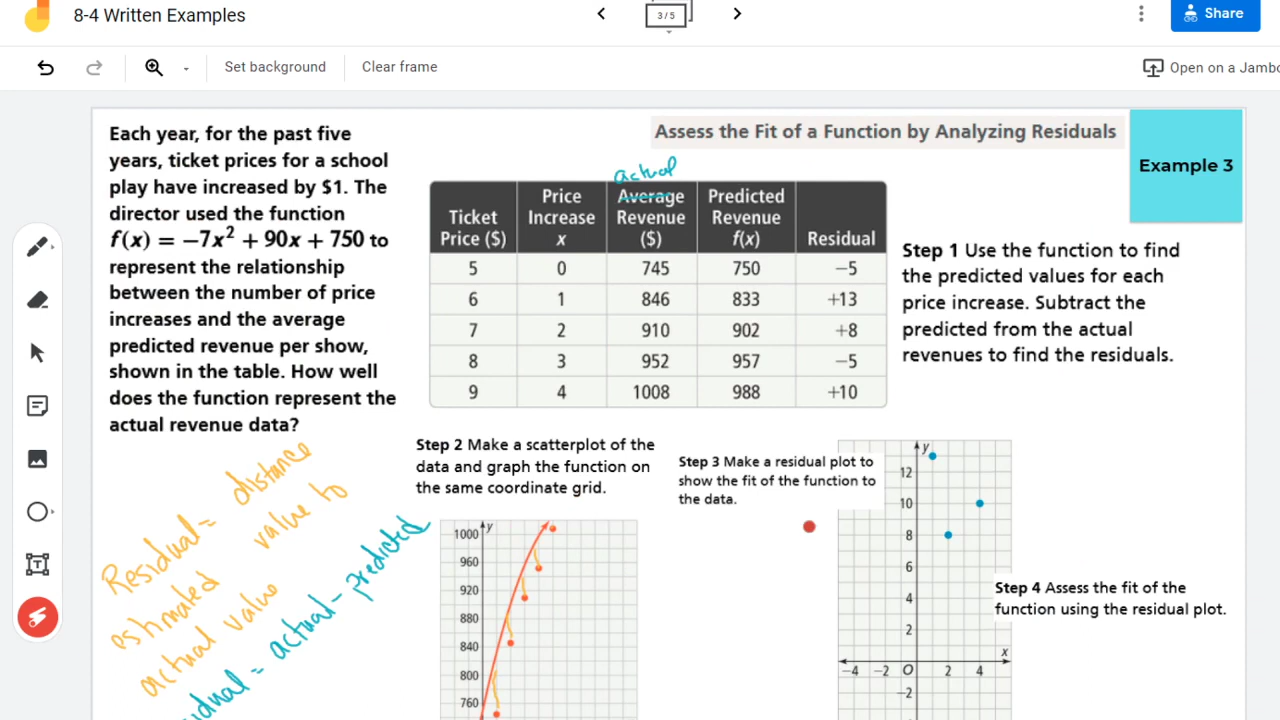 8-4 Written Examples
3/5
Share
Set background
Clear frame
Open on a Jambo
Each year, for the past five
years, ticket prices for a school
play have increased by $1. The
director used the function
f(x) = −7x² + 90x + 750 to
represent the relationship
between the number of price
increases and the average
predicted revenue per show,
shown in the table. How well
does the function represent the
actual revenue data?
Assess the Fit of a Function by Analyzing Residuals
Example 3
actual
Ticket Price ($) Price Increase x Average Revenue ($) Predicted Revenue f(x) Residual
5 0 745 750 −5
6 1 846 833 +13
7 2 910 902 +8
8 3 952 957 −5
9 4 1008 988 +10
Step 1 Use the function to find
the predicted values for each
price increase. Subtract the
predicted from the actual
revenues to find the residuals.
Residual = distance
estimated value to
actual value
idual = actual - predicted
Step 2 Make a scatterplot of the
data and graph the function on
the same coordinate grid.
y
1000
960
920
880
840
800
760
Step 3 Make a residual plot to
show the fit of the function to
the data.
y
12
10
8
6
4
2
x
−4 −2 O 2 4
−2
Step 4 Assess the fit of the
function using the residual plot.